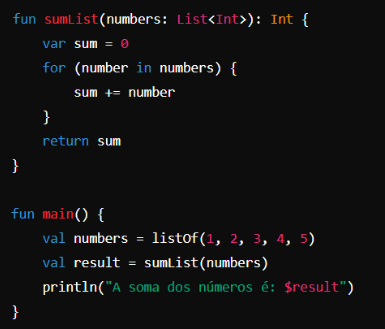 fun sumList(numbers: List<Int>): Int {
    var sum = 0
    for (number in numbers) {
        sum += number
    }
    return sum
}

fun main() {
    val numbers = listOf(1, 2, 3, 4, 5)
    val result = sumList(numbers)
    println("A soma dos números é: $result")
}